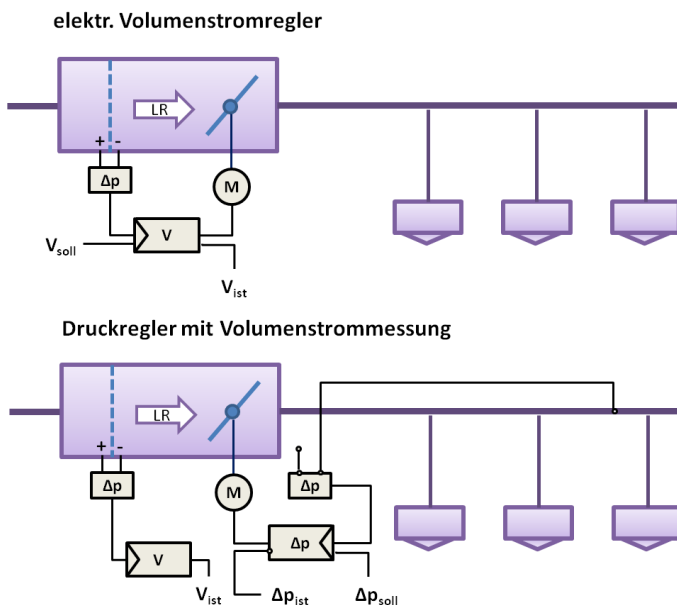 elektr. Volumenstromregler
LR
+ -
Δp
M
V
Vsoll
Vist
Druckregler mit Volumenstrommessung
LR
+ -
Δp
M
Δp
V
Δp
Vist
Δpist
Δpsoll